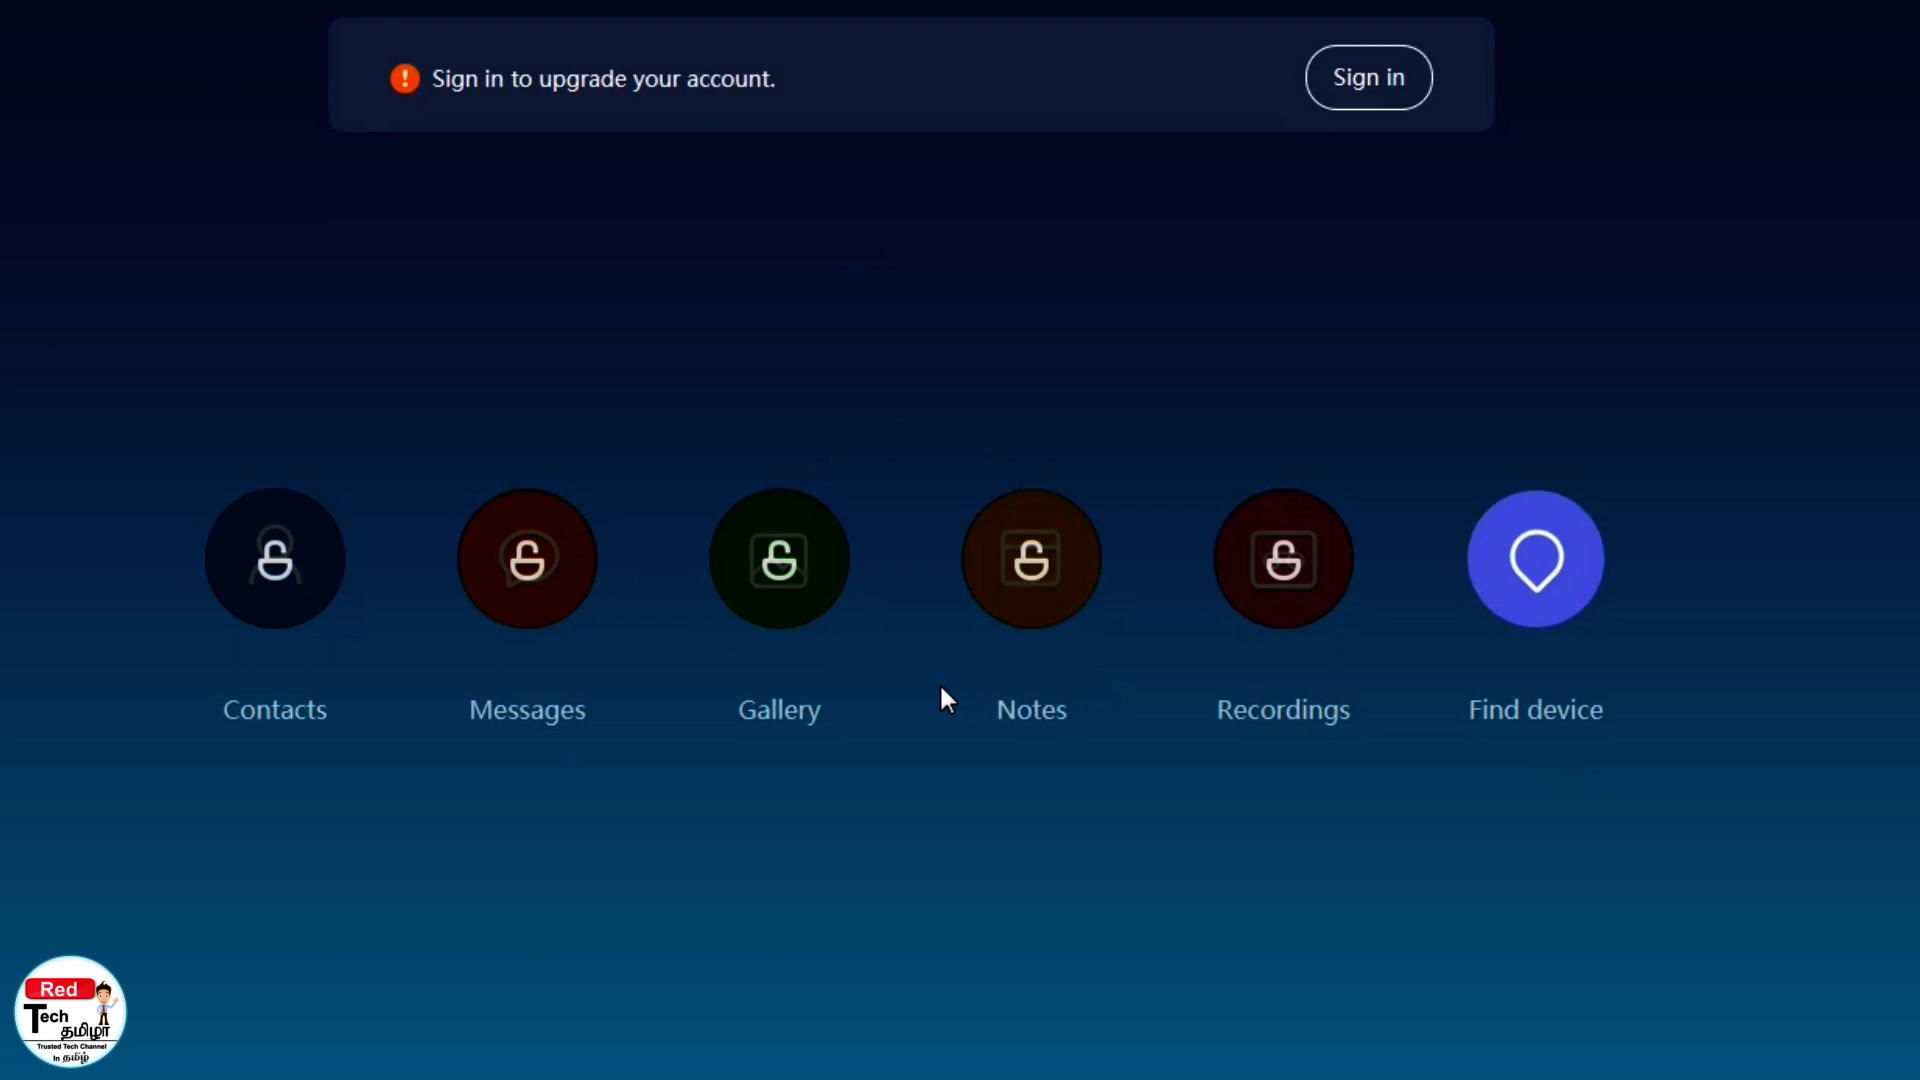 Sign in to upgrade your account.
Sign in
Contacts
Messages
Gallery
Notes
Recordings
Find device
Red
Tech
தமிழா
Trusted Tech Channel
In தமிழ்